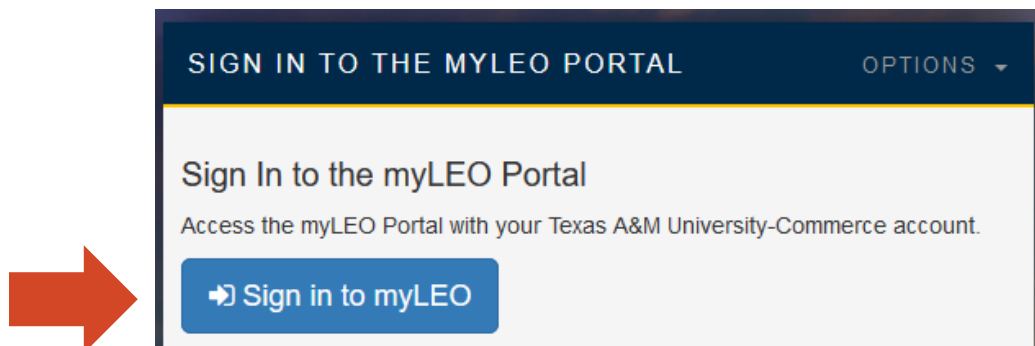 SIGN IN TO THE MYLEO PORTAL OPTIONS
Sign In to the myLEO Portal
Access the myLEO Portal with your Texas A&M University-Commerce account.
Sign in to myLEO